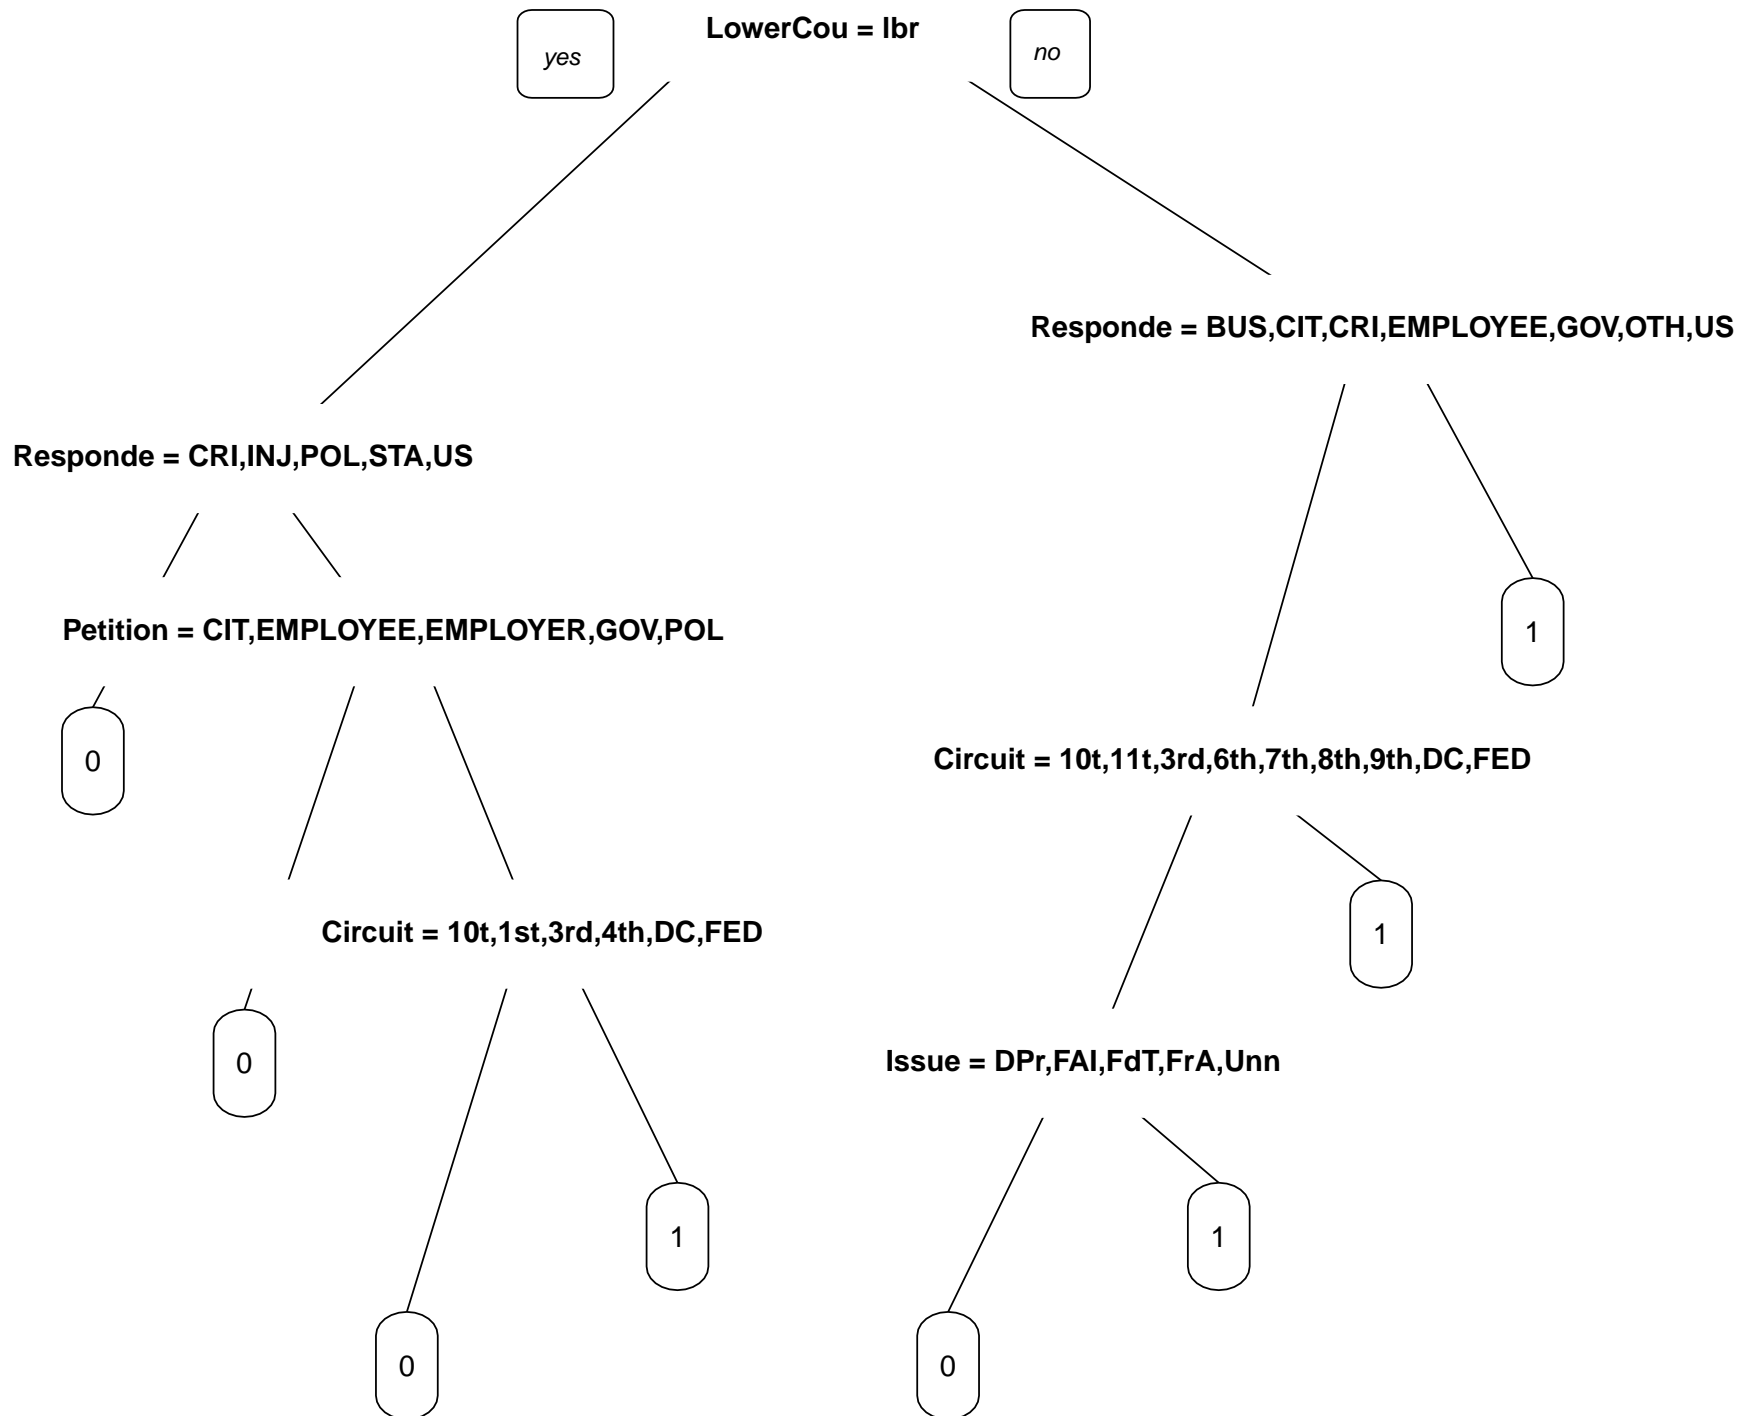 LowerCou = lbr
yes
no
Responde = BUS,CIT,CRI,EMPLOYEE,GOV,OTH,US
Responde = CRI,INJ,POL,STA,US
Petition = CIT,EMPLOYEE,EMPLOYER,GOV,POL
1
0
Circuit = 10t,11t,3rd,6th,7th,8th,9th,DC,FED
Circuit = 10t,1st,3rd,4th,DC,FED
1
0
Issue = DPr,FAI,FdT,FrA,Unn
1
1
0
0